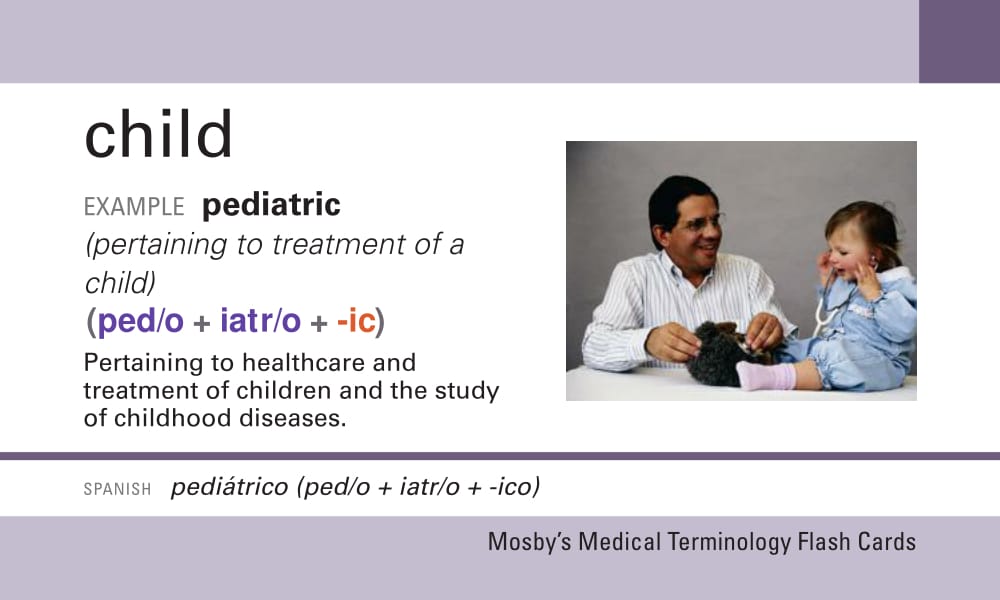 child
EXAMPLE pediatric
(pertaining to treatment of a
child)
(ped/o + iatr/o + -ic)
Pertaining to healthcare and
treatment of children and the study
of childhood diseases.
SPANISH pediátrico (ped/o + iatr/o + -ico)
Mosby's Medical Terminology Flash Cards